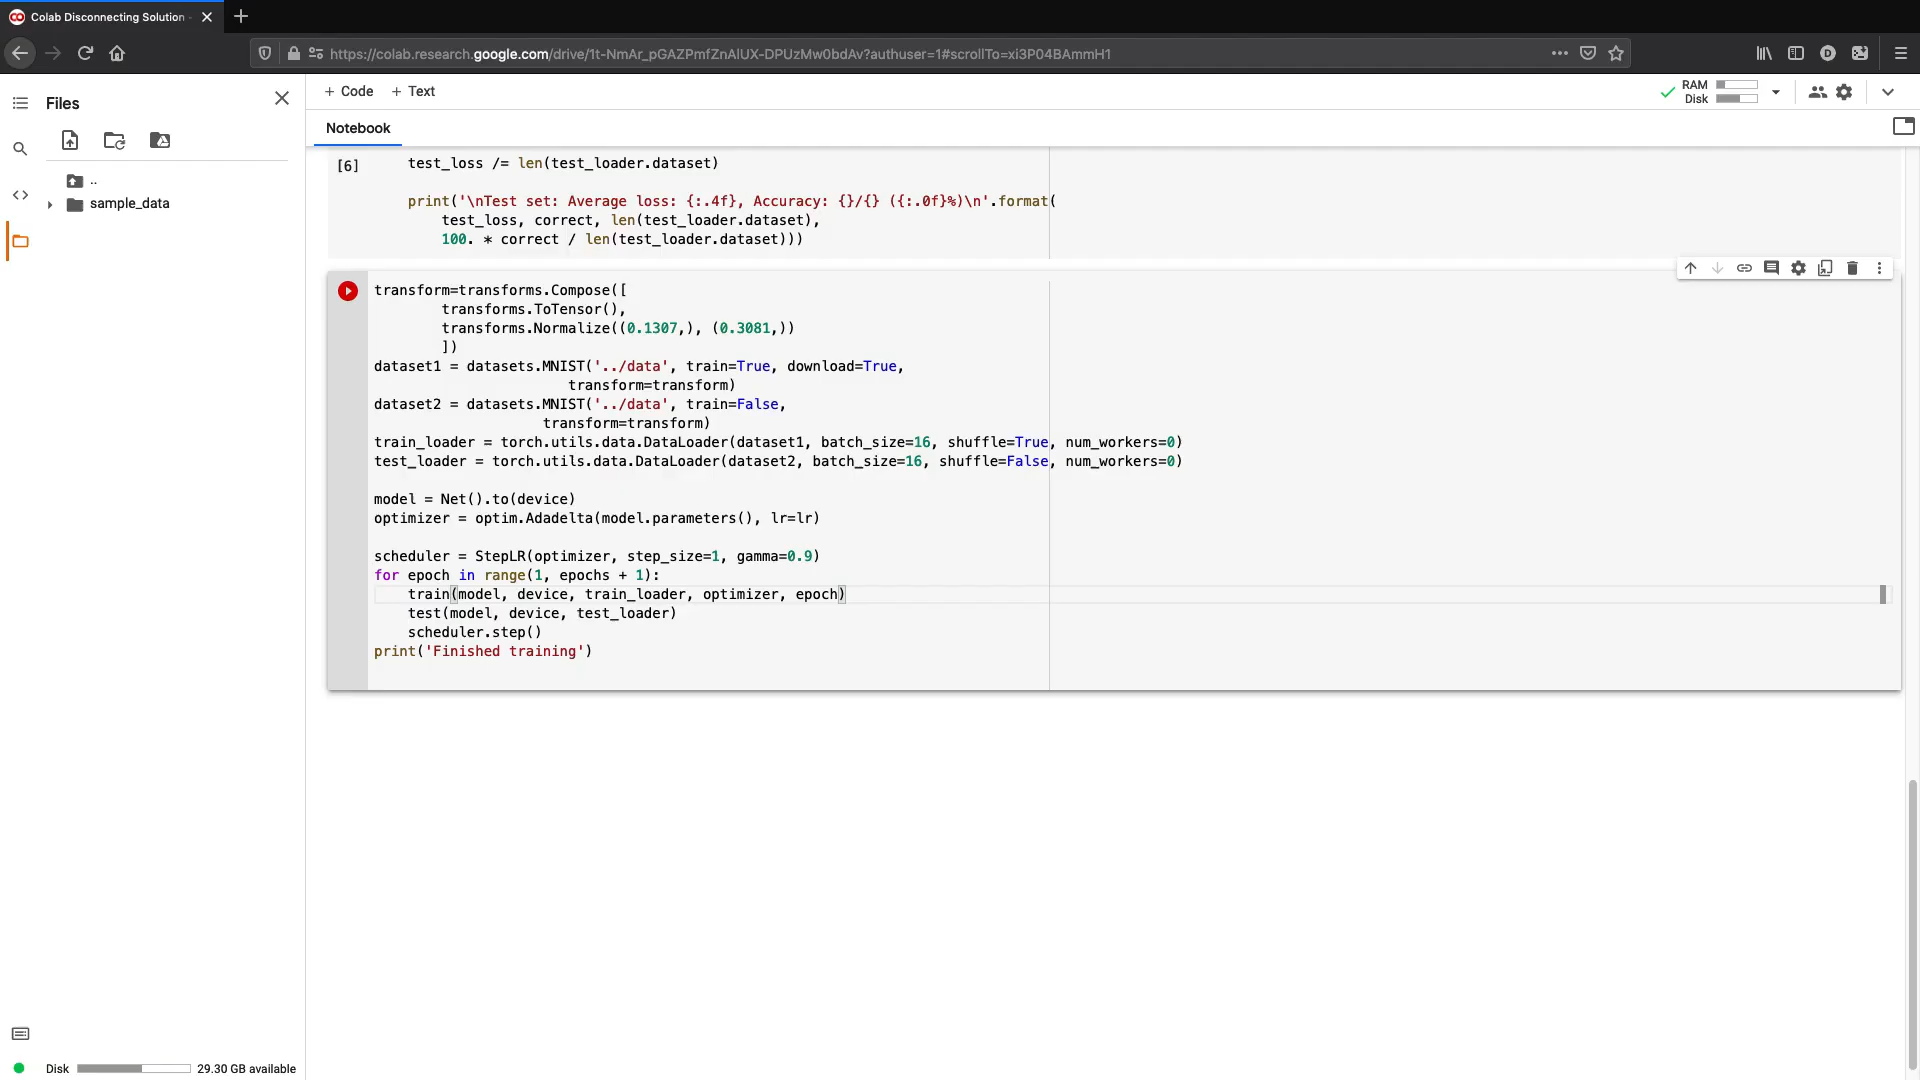 Colab Disconnecting Solution
https://colab.research.google.com/drive/1t-NmAr_pGAZPmfZnAlUX-DPUzMw0bdAv?authuser=1#scrollTo=xi3P04BAmmH1
Files
+ Code + Text
RAM
Disk
Notebook
..
sample_data
[6]
test_loss /= len(test_loader.dataset)
print('\nTest set: Average loss: {:.4f}, Accuracy: {}/{} ({:.0f}%)\n'.format(
test_loss, correct, len(test_loader.dataset),
100. * correct / len(test_loader.dataset)))
transform=transforms.Compose([
transforms.ToTensor(),
transforms.Normalize((0.1307,), (0.3081,))
])
dataset1 = datasets.MNIST('../data', train=True, download=True,
transform=transform)
dataset2 = datasets.MNIST('../data', train=False,
transform=transform)
train_loader = torch.utils.data.DataLoader(dataset1, batch_size=16, shuffle=True, num_workers=0)
test_loader = torch.utils.data.DataLoader(dataset2, batch_size=16, shuffle=False, num_workers=0)
model = Net().to(device)
optimizer = optim.Adadelta(model.parameters(), lr=lr)
scheduler = StepLR(optimizer, step_size=1, gamma=0.9)
for epoch in range(1, epochs + 1):
train(model, device, train_loader, optimizer, epoch)
test(model, device, test_loader)
scheduler.step()
print('Finished training')
Disk 29.30 GB available